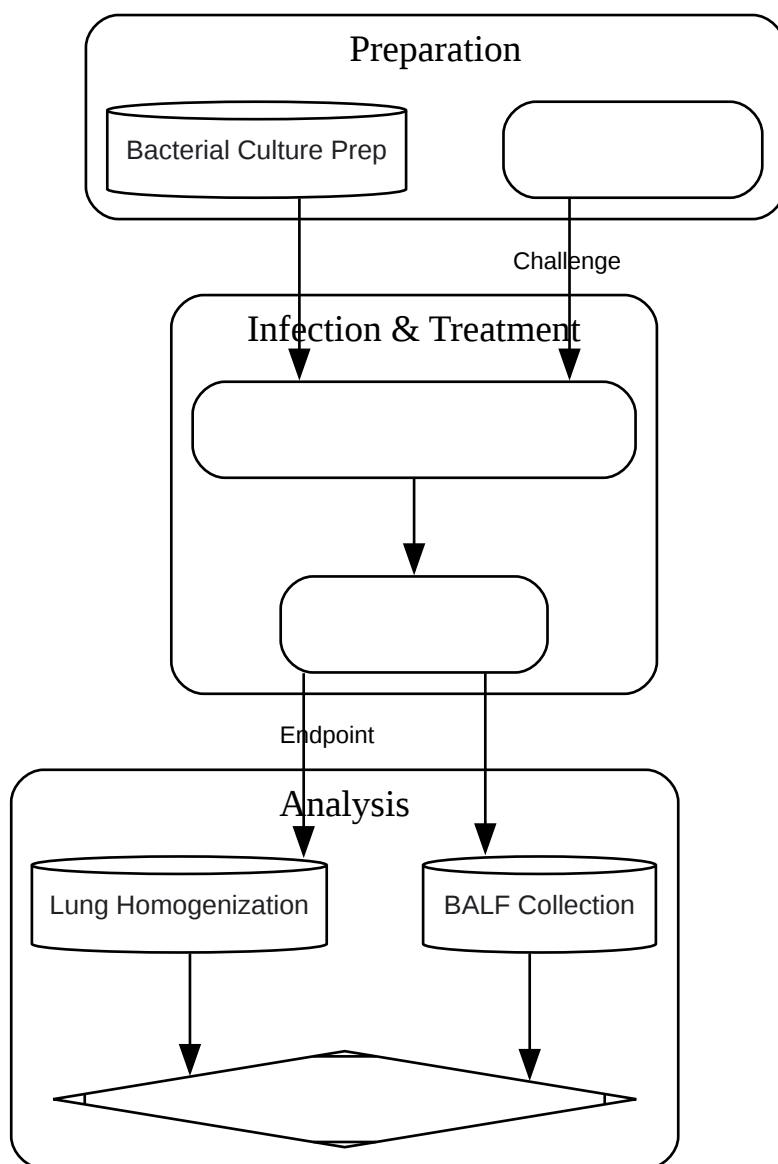 Preparation
Bacterial Culture Prep
Challenge
Infection & Treatment
Endpoint
Analysis
Lung Homogenization
BALF Collection